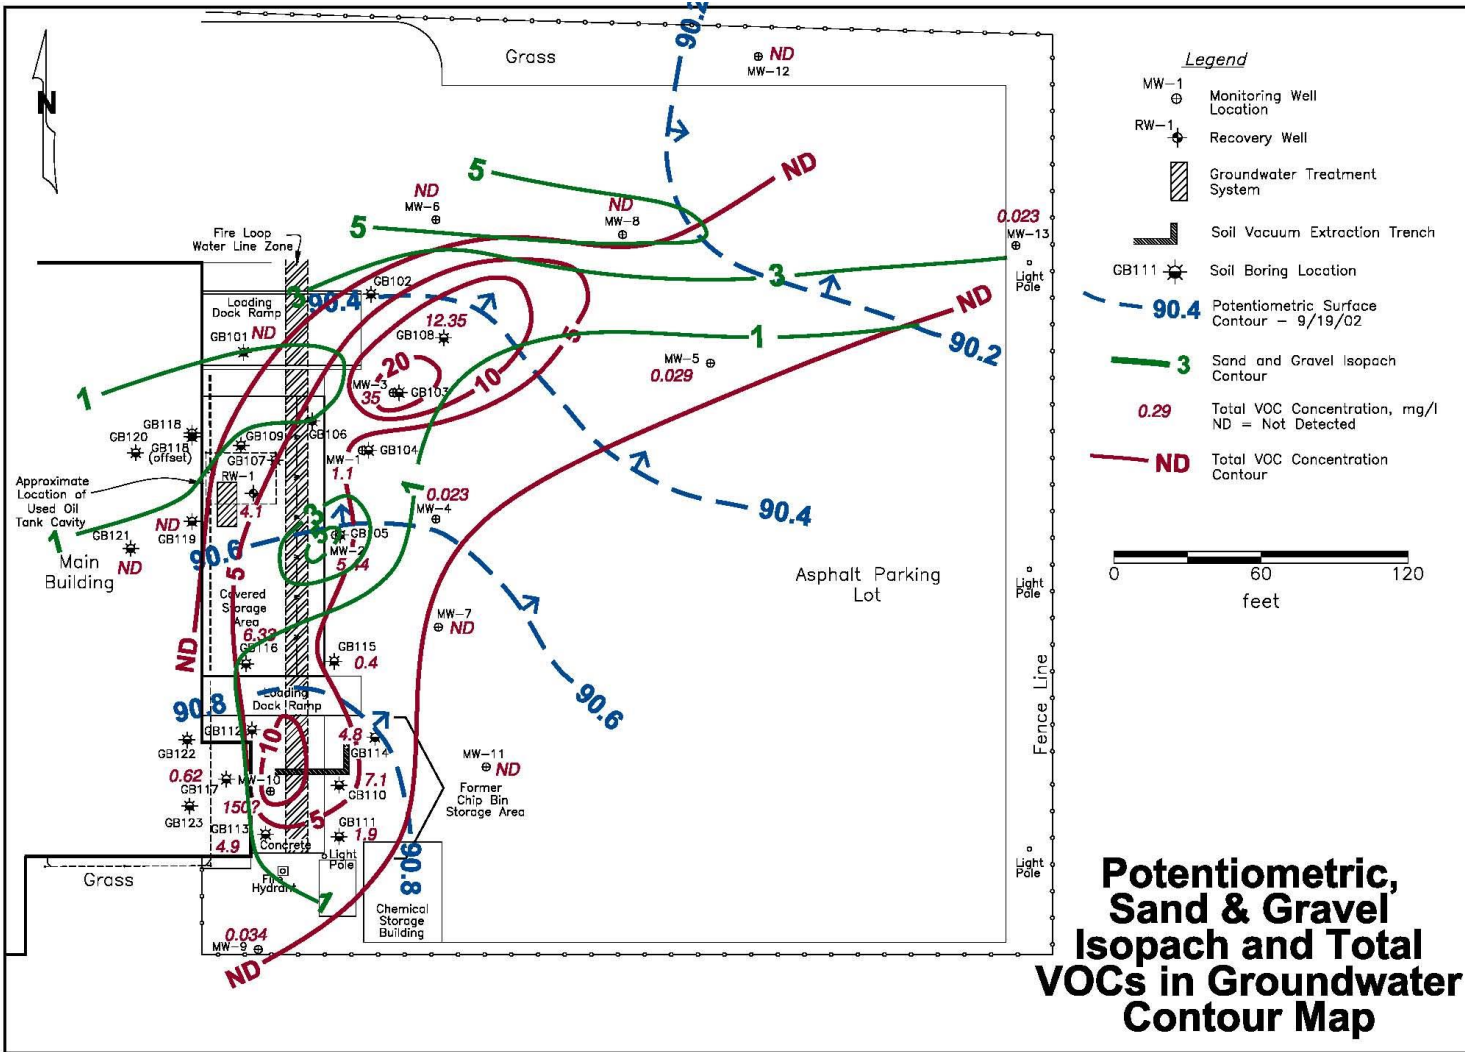 90.2
Grass
ND
MW-12
N
5
ND
ND
MW-6
5
ND
MW-8
0.023
MW-13
Light
Pole
Fire Loop
Water Line Zone
3
3
GB102
90.4
Loading
Dock Ramp
GB101
ND
12.35
GB108
5
1
ND
90.2
MW-5
0.029
20
10
MW-3
35
GB103
1
GB118
GB120
GB118
(offset)
GB109
GB107
GB106
MW-1
GB104
1.1
RW-1
4.1
Approximate
Location of
Used Oil
Tank Cavity
1
0.023
MW-4
90.4
ND
GB119
GB121
ND
1
Main
Building
90.6
3
5
GB105
MW-2
5.14
5
Covered
Storage
Area
6.33
GB116
MW-7
ND
Asphalt Parking
Lot
Light
Pole
ND
GB115
0.4
90.6
Loading
Dock Ramp
90.8
GB112
GB122
10
4.8
GB114
Fence Line
0.62
GB117
MW-10
7.1
GB110
MW-11
ND
Former
Chip Bin
Storage Area
GB123
150?
5
GB113
4.9
GB111
1.9
Concrete
Light
Pole
90.8
Grass
Fire
Hydrant
1
Chemical
Storage
Building
Light
Pole
0.034
MW-9
ND
Legend
MW-1
Monitoring Well
Location
RW-1
Recovery Well
Groundwater Treatment
System
Soil Vacuum Extraction Trench
GB111
Soil Boring Location
90.4
Potentiometric Surface
Contour - 9/19/02
3
Sand and Gravel Isopach
Contour
0.29
Total VOC Concentration, mg/l
ND = Not Detected
ND
Total VOC Concentration
Contour
0 60 120
feet
Potentiometric,
Sand & Gravel
Isopach and Total
VOCs in Groundwater
Contour Map